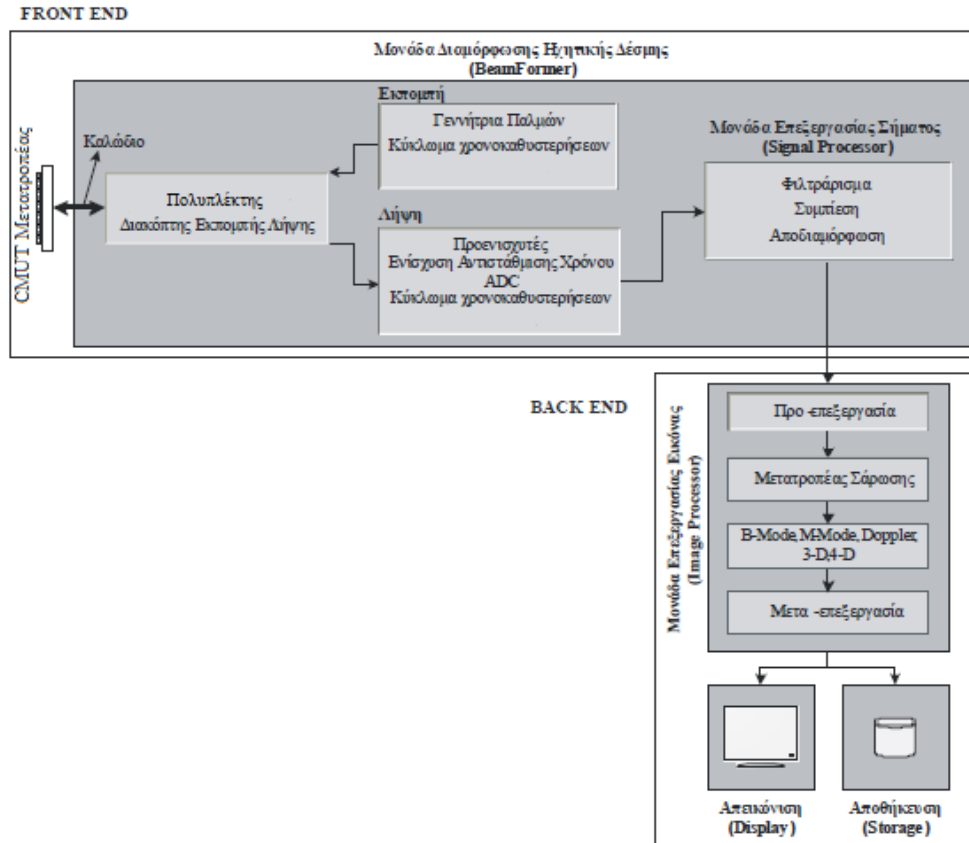 FRONT END
Μονάδα Διαμόρφωσης Ηχητικής Δέσμης
(BeamFormer)
CMUT Μετατροπέας
Καλόδιο
Εκπομπή
Γεννήτρια Παλμών
Κύκλωμα χρονοκαθυστερήσεων
Πολυπλέκτης
Διακόπτης Εκπομπής Λήψης
Λήψη
Προενισχυτές
Ενίσχυση Αντιστάθμισης Χρόνου
ADC
Κύκλωμα χρονοκαθυστερήσεων
Μονάδα Επεξεργασίας Σήματος
(Signal Processor)
Φιλτράρισμα
Συμπίεση
Αποδιαμόρφωση
BACK END
Μονάδα Επεξεργασίας Εικόνας
(Image Processor)
Προ -επεξεργασία
Μετατροπέας Σάρωσης
B-Mode, M-Mode, Doppler,
3-D,4-D
Μετα -επεξεργασία
Απεικόνιση
(Display)
Αποθήκευση
(Storage)